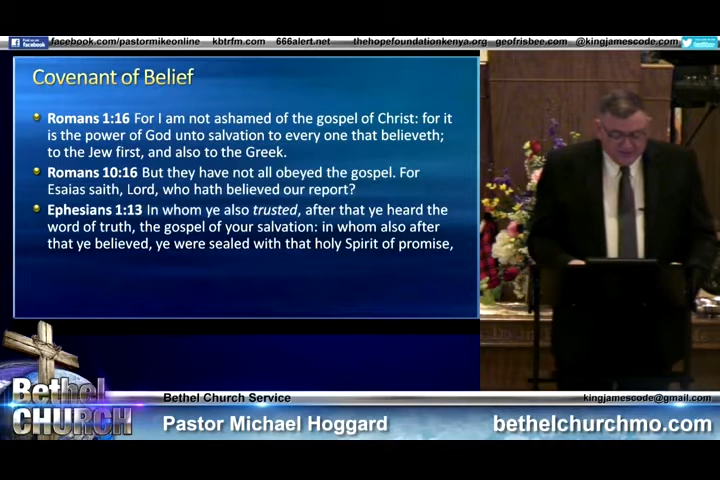 Find us on facebook
facebook.com/pastormikeonline kbtrfm.com 666alert.net thehopefoundationkenya.org geofrisbee.com @kingjamescode.com twitter
Covenant of Belief
Romans 1:16 For I am not ashamed of the gospel of Christ: for it
is the power of God unto salvation to every one that believeth;
to the Jew first, and also to the Greek.
Romans 10:16 But they have not all obeyed the gospel. For
Esaias saith, Lord, who hath believed our report?
Ephesians 1:13 In whom ye also trusted, after that ye heard the
word of truth, the gospel of your salvation: in whom also after
that ye believed, ye were sealed with that holy Spirit of promise,
Bethel
CHURCH
Bethel Church Service
kingjamescode@gmail.com
Pastor Michael Hoggard
bethelchurchmo.com